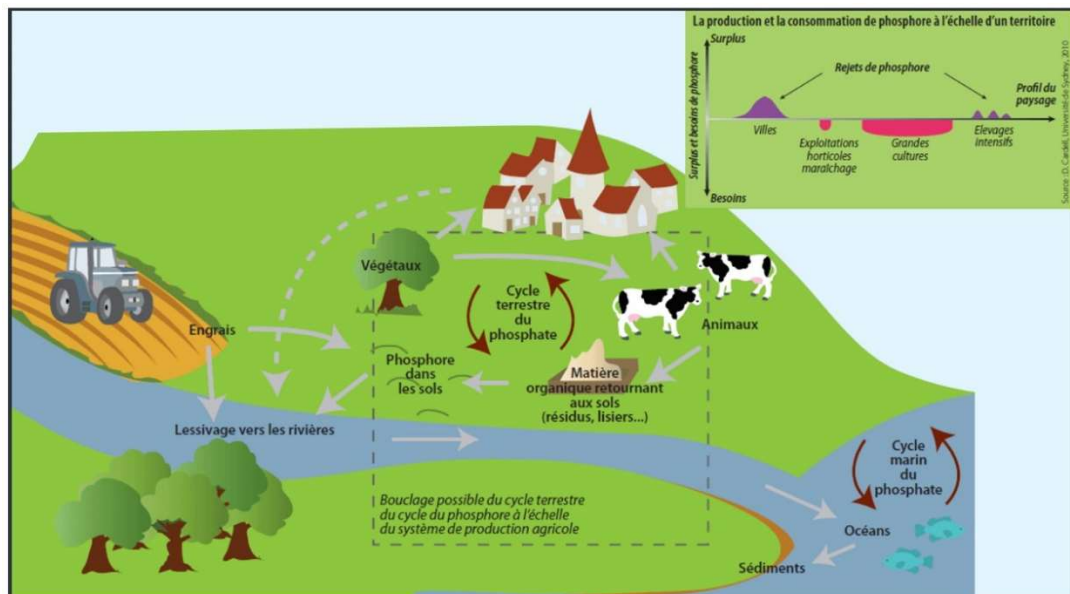 La production et la consommation de phosphore à l'échelle d'un territoire
Surplus
Surplus et besoins de phosphore
Rejets de phosphore
Profil du
paysage
Villes
Exploitations
horticoles
maraîchage
Grandes
cultures
Elevages
intensifs
Besoins
Source : D. Cardell, Université de Sydney, 2010
Végétaux
Cycle
terrestre
du
phosphate
Animaux
Engrais
Phosphore
dans
les sols
Matière
organique retournant
aux sols
(résidus, lisiers...)
Lessivage vers les rivières
Cycle
marin
du
phosphate
Bouclage possible du cycle terrestre
du cycle du phosphore à l'échelle
du système de production agricole
Océans
Sédiments